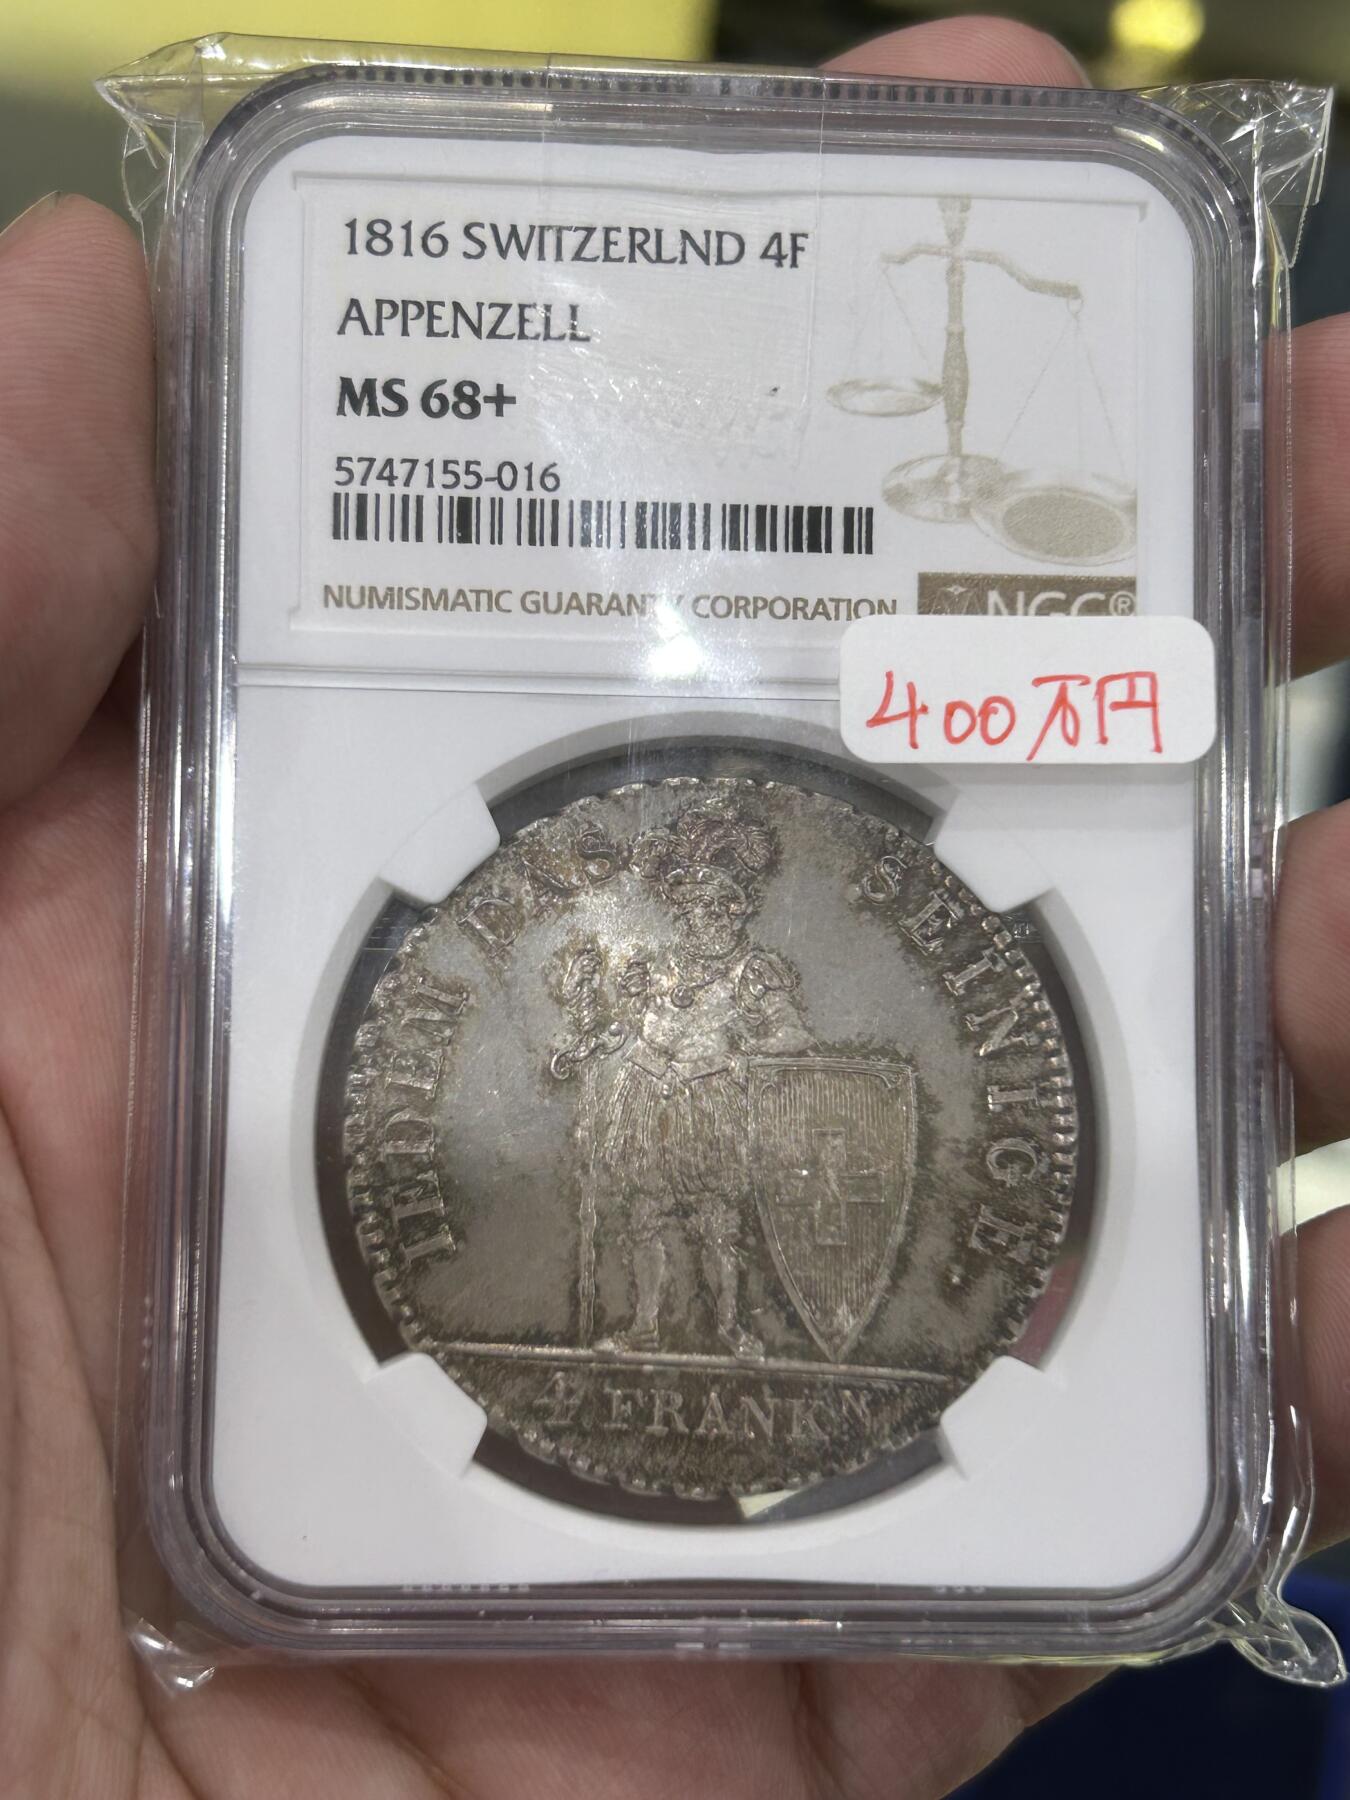 1816 SWITZERLND 4F
APPENZELL
MS 68+
5747155-016
NUMISMATIC GUARANTY CORPORATION
NGC®
400万円
IEDEM DAS SEINIGE.
4 FRANKN